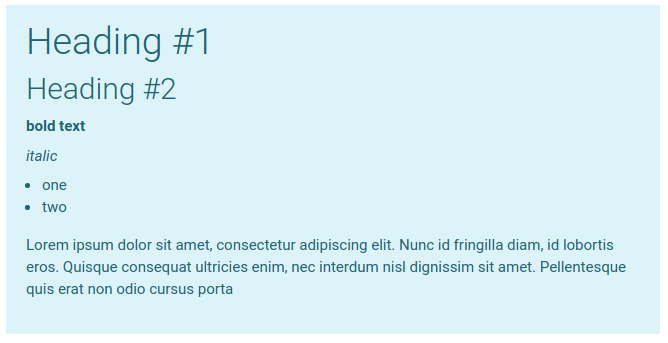 Heading #1
Heading #2
bold text
italic
• one
• two
Lorem ipsum dolor sit amet, consectetur adipiscing elit. Nunc id fringilla diam, id lobortis
eros. Quisque consequat ultricies enim, nec interdum nisl dignissim sit amet. Pellentesque
quis erat non odio cursus porta